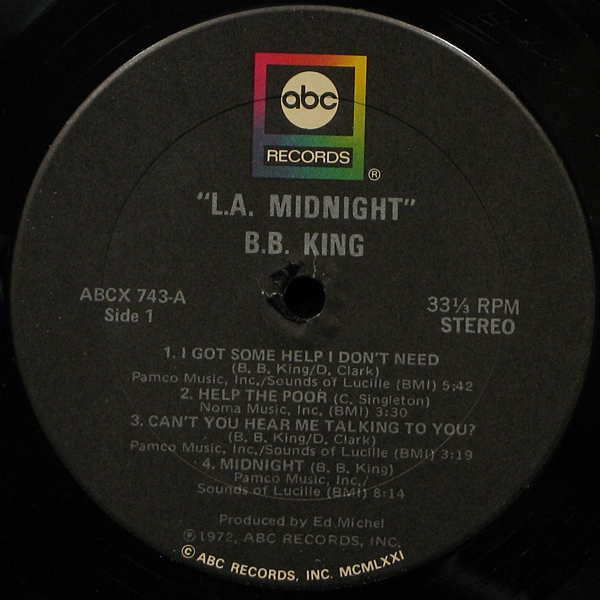 abc
RECORDS
®
"L.A. MIDNIGHT"
B.B. KING
ABCX 743-A
Side 1
33⅓ RPM
STEREO
1. I GOT SOME HELP I DON'T NEED
(B. B. King/D. Clark)
Pamco Music, Inc./Sounds of Lucille (BMI) 5:42
2. HELP THE POOR (C. Singleton)
Noma Music, Inc. (BMI) 3:30
3. CAN'T YOU HEAR ME TALKING TO YOU?
(B. B. King/D. Clark)
Pamco Music, Inc./Sounds of Lucille (BMI) 3:19
4. MIDNIGHT (B. B. King)
Pamco Music, Inc./
Sounds of Lucille (BMI) 8:14
Produced by Ed Michel
℗ 1972, ABC RECORDS, INC.
© ABC RECORDS, INC. MCMLXXI